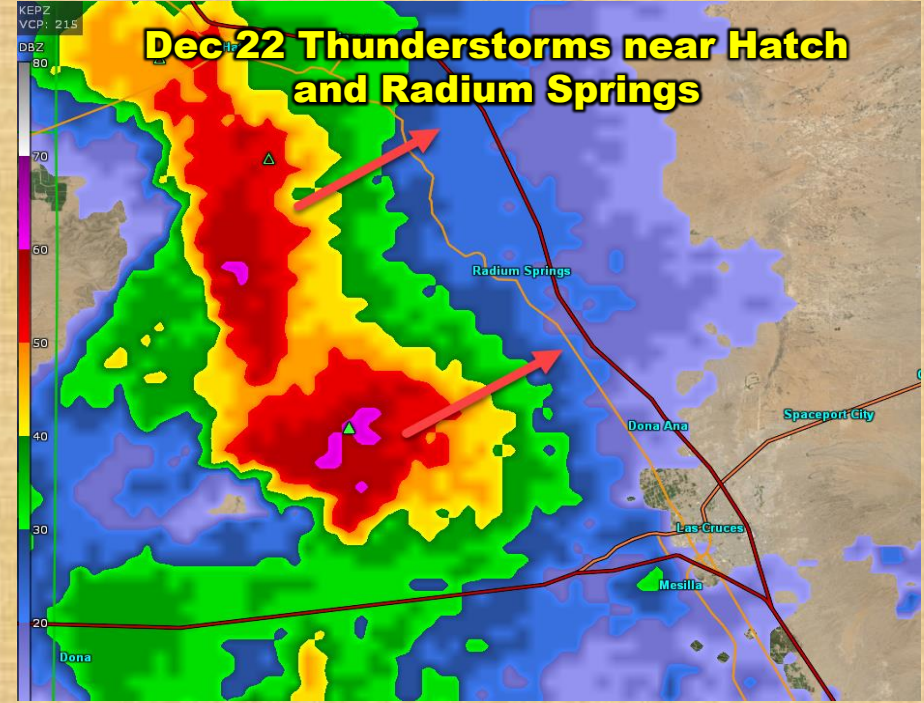 KEPZ
VCP: 215
DBZ
Dec 22 Thunderstorms near Hatch
and Radium Springs
80
70
60
50
40
30
20
Radium Springs
Spaceport City
Dona Ana
Las Cruces
Mesilla
Dona